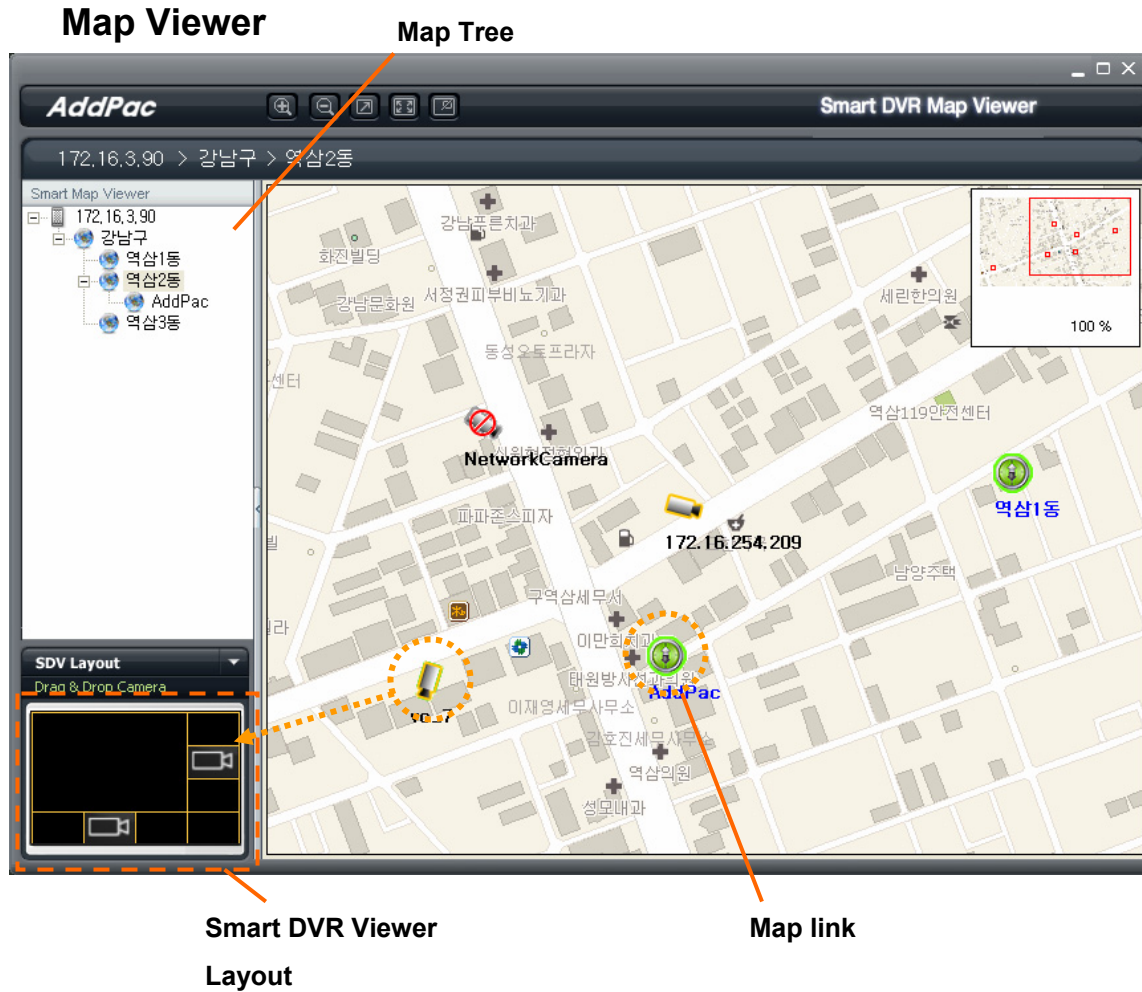 Map Viewer
Map Tree
AddPac
Smart DVR Map Viewer
172,16,3,90 > 강남구 > 역삼2동
Smart Map Viewer
172,16,3,90
강남구
역삼1동
역삼2동
AddPac
역삼3동
강남푸른치과
화진빌딩
강남문화원
서정권피부비뇨기과
세린한의원
100 %
동성오토프라자
센터
역삼119안전센터
NetworkCamera
역삼1동
파파존스피자
172.16.254.209
남양주택
구역삼세무서
이만희치과
SDV Layout
Drag & Drop Camera
AddPac
이재영세무사무소
김호진세무사무소
역삼의원
성모내과
Smart DVR Viewer
Layout
Map link